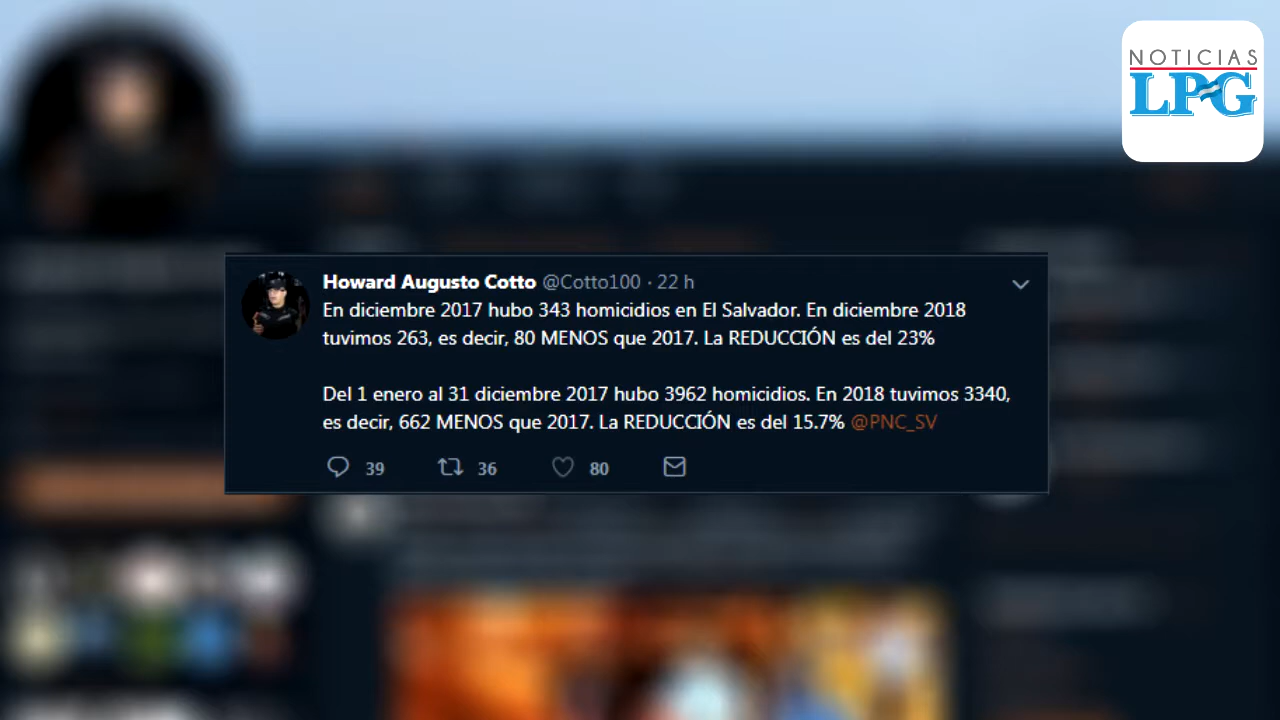 NOTICIAS
LPG
Howard Augusto Cotto @Cotto100 · 22 h
En diciembre 2017 hubo 343 homicidios en El Salvador. En diciembre 2018
tuvimos 263, es decir, 80 MENOS que 2017. La REDUCCIÓN es del 23%
Del 1 enero al 31 diciembre 2017 hubo 3962 homicidios. En 2018 tuvimos 3340,
es decir, 662 MENOS que 2017. La REDUCCIÓN es del 15.7% @PNC_SV
39 36 80